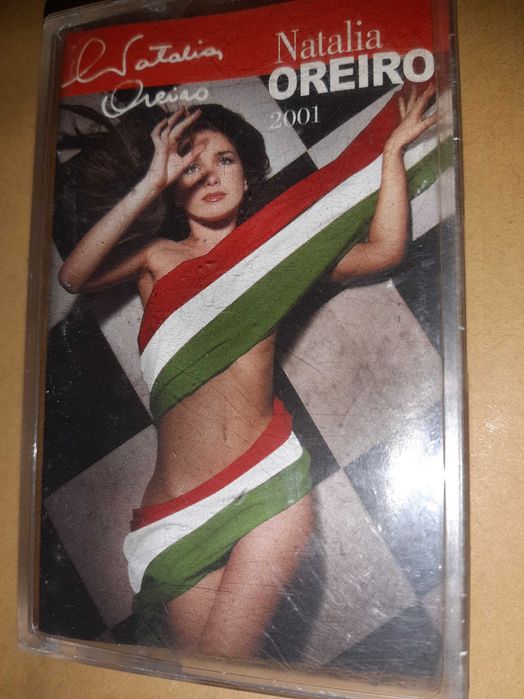 Natalia
Oreiro
Natalia
OREIRO
2001